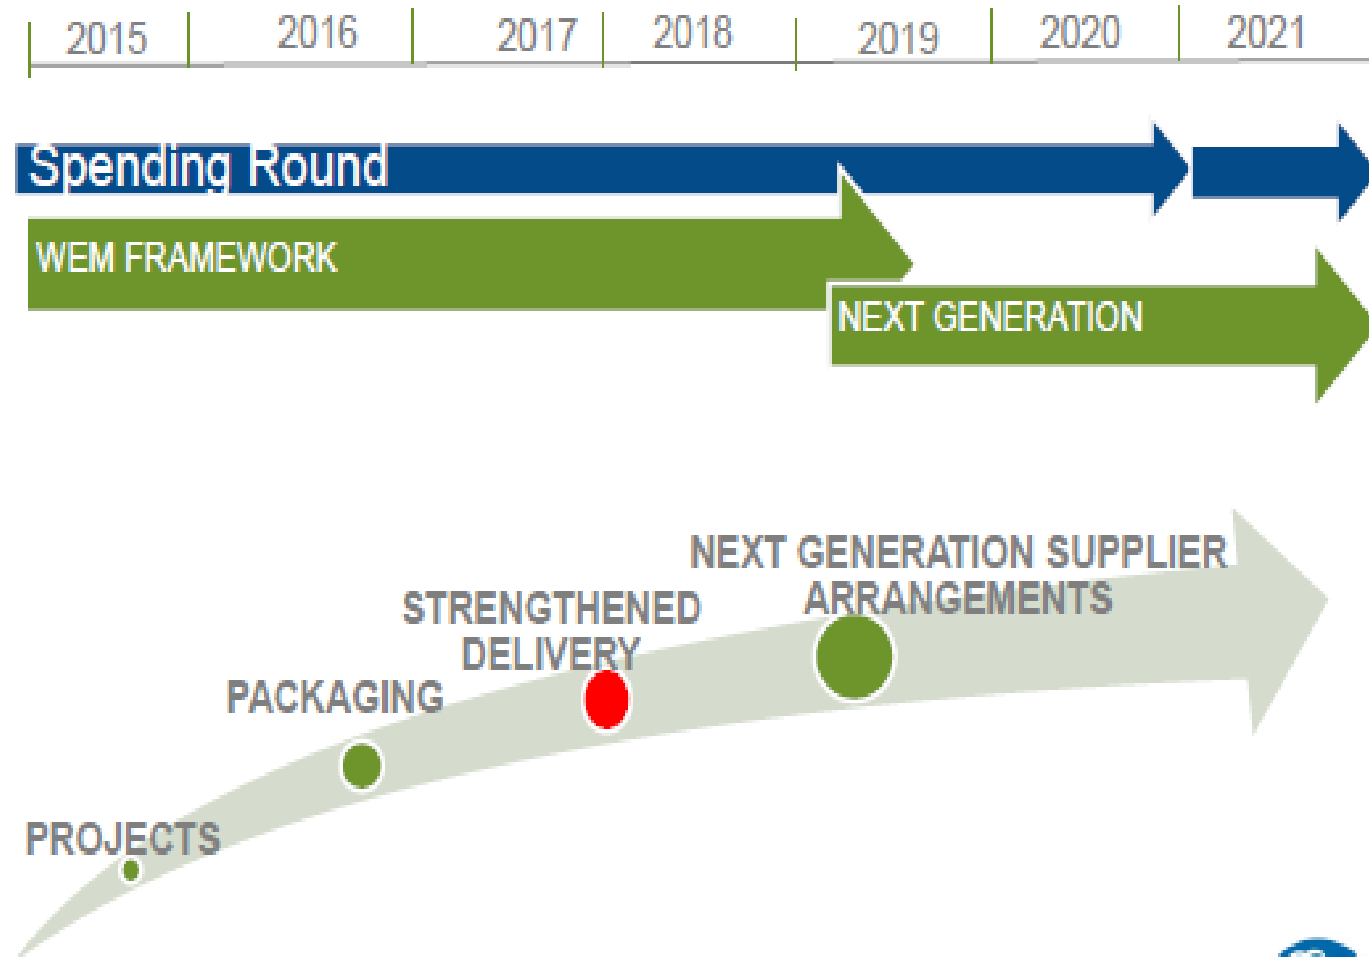 2015 2016 2017 2018 2019 2020 2021
Spending Round
WEM FRAMEWORK
NEXT GENERATION
NEXT GENERATION SUPPLIER
ARRANGEMENTS
STRENGTHENED
DELIVERY
PACKAGING
PROJECTS